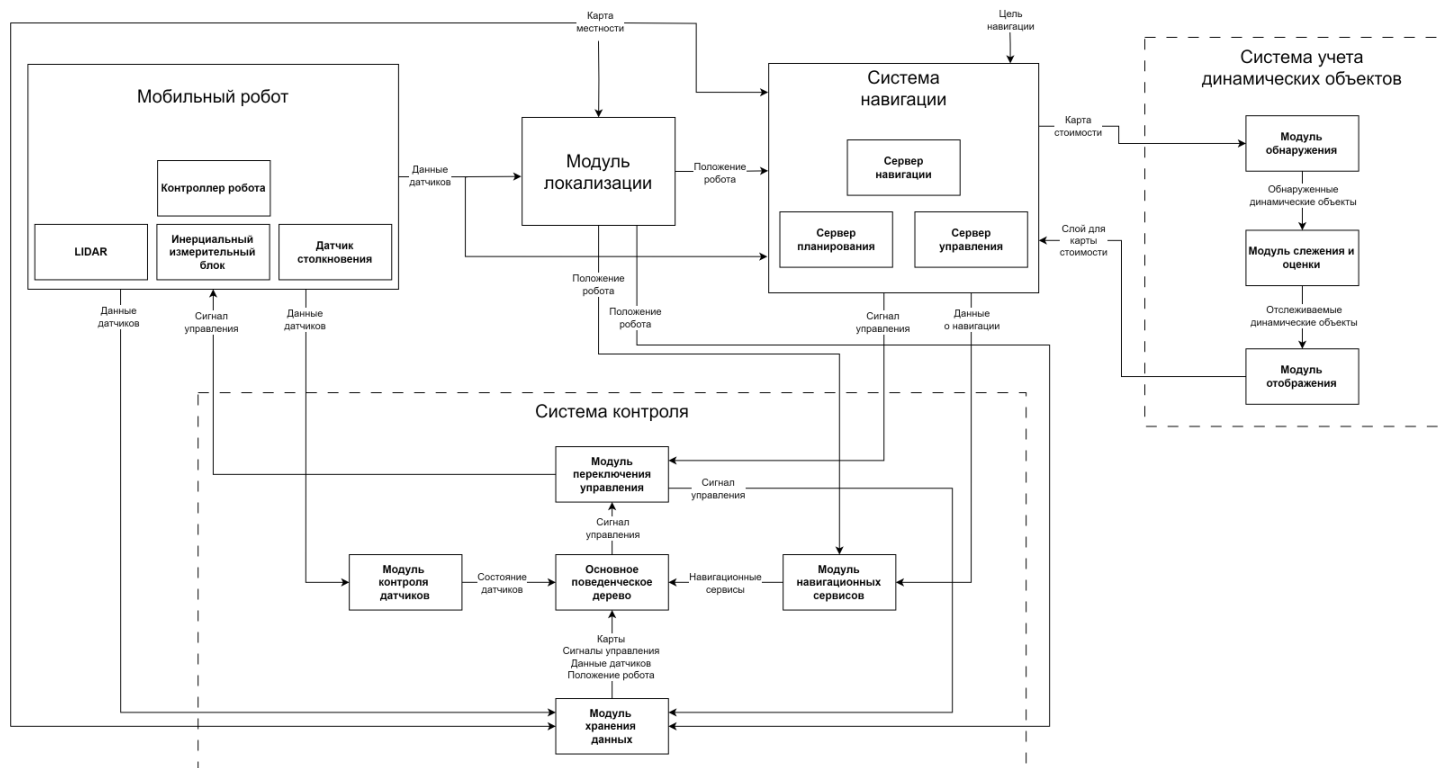 Карта
местности
Цель
навигации
Мобильный робот
Контроллер робота
LIDAR
Инерциальный
измерительный
блок
Датчик
столкновения
Данные
датчиков
Модуль
локализации
Положение
робота
Система
навигации
Сервер
навигации
Сервер
планирования
Сервер
управления
Карта
стоимости
Слой для
карты
стоимости
Система учета
динамических объектов
Модуль
обнаружения
Обнаруженные
динамические объекты
Модуль слежения и
оценки
Отслеживаемые
динамические объекты
Модуль
отображения
Данные
датчиков
Сигнал
управления
Данные
датчиков
Положение
робота
Положение
робота
Сигнал
управления
Данные
о навигации
Система контроля
Модуль
переключения
управления
Сигнал
управления
Сигнал
управления
Модуль
контроля
датчиков
Состояние
датчиков
Основное
поведенческое
дерево
Навигационные
сервисы
Модуль
навигационных
сервисов
Карты
Сигналы управления
Данные датчиков
Положение робота
Модуль
хранения
данных